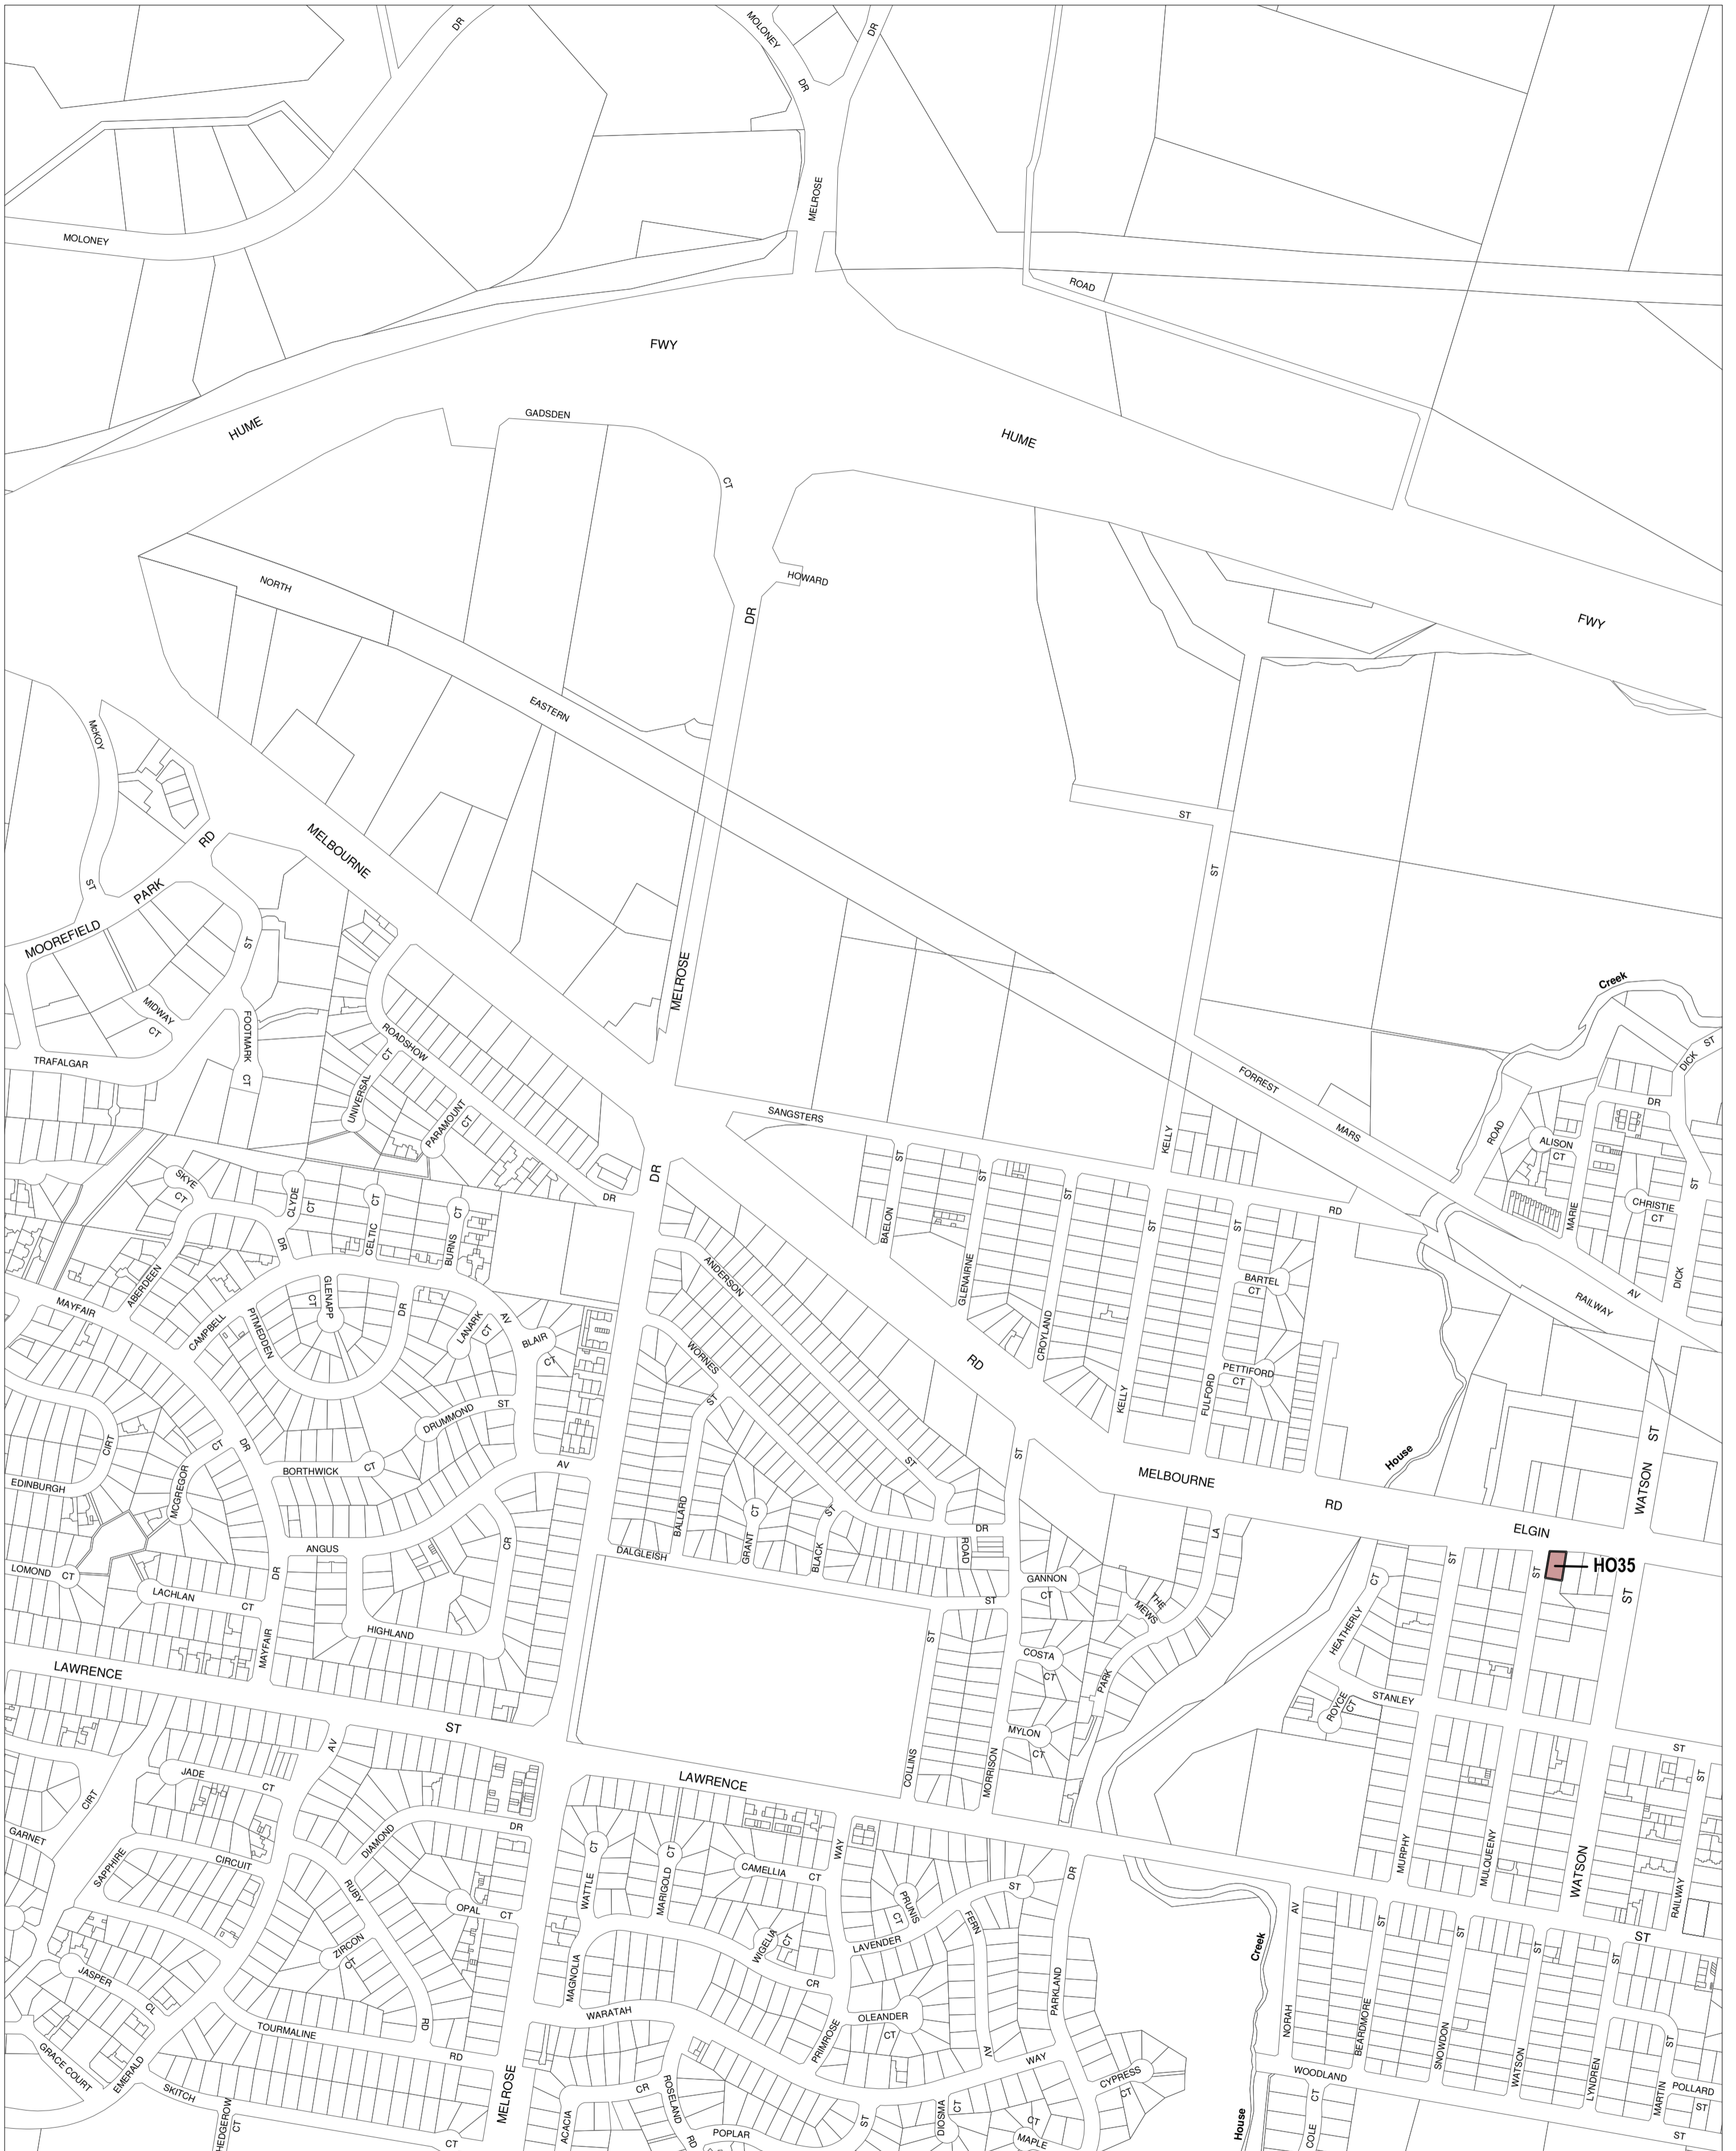 DR
MOLONEY
DR
DR
MELROSE
MOLONEY
ROAD
FWY
GADSDEN
HUME
HUME
CT
NORTH
HOWARD
DR
FWY
EASTERN
McKOY
ST
RD
MELBOURNE
ST
PARK
ST
MOOREFIELD
ST
MELROSE
Creek
MIDWAY
CT
FOOTMARK
CT
ROADSHOW
CT
TRAFALGAR
UNIVERSAL
PARAMOUNT
CT
FORREST
DICK
ST
DR
SANGSTERS
MARS
ROAD
ALISON
CT
KELLY
ST
ST
ST
SKYE
CT
DR
DR
CLYDE
CT
CELTIC
CT
BURNS
CT
ST
ST
RD
CHRISTIE
CT
ST
MARIE
BAELON
DR
ABERDEEN
MAYFAIR
GLENAPP
CT
DR
ANDERSON
GLENAIRNE
BARTEL
CT
DICK
AV
RAILWAY
PITMEDDEN
CAMPBELL
LANARK
CT
AV
BLAIR
CT
CROYLAND
WORNES
RD
PETTIFORD
CT
KELLY
FULFORD
ST
DRUMMOND
ST
CIRT
CT
DR
BORTHWICK
CT
AV
ST
ST
MELBOURNE
House
WATSON
ST
EDINBURGH
MCGREGOR
RD
ELGIN
BALLARD
GRANT
CT
ST
BLACK
DR
ROAD
LA
ANGUS
CR
DALGLEISH
GANNON
CT
ST
ST
HO35
ST
LOMOND
CT
DR
LACHLAN
CT
CT
HEATHERLY
ST
THE
MEWS
HIGHLAND
MAYFAIR
ST
COSTA
CT
PARK
LAWRENCE
STANLEY
ROYCE
CT
ST
AV
MYLON
CT
ST
JADE
CT
LAWRENCE
COLLINS
MORRISON
ST
CIRT
GARNET
DIAMOND
DR
MURPHY
MULQUEENY
WATSON
SAPPHIRE
CIRCUIT
CT
CT
WAY
WATTLE
MARIGOLD
CAMELLIA
CT
DR
ST
RUBY
OPAL
CT
PRUNIS
CT
FERN
AV
ST
ST
ST
ST
ST
RAILWAY
ZIRCON
CT
WIGELIA
CT
LAVENDER
Creek
JASPER
CL
MAGNOLIA
CR
PARKLAND
WARATAH
OLEANDER
CT
NORAH
BEARDMORE
TOURMALINE
RD
RD
PRIMROSE
AV
WAY
SNOWDON
ST
GRACE COURT
EMERALD
SKITCH
MELROSE
CYPRESS
CT
WOODLAND
WATSON
LYNDREN
MARTIN
POLLARD
ST
CR
ROSELAND
RD
ACACIA
ST
DIOSMA
CT
CT
MAPLE
COLE
CT
House
HEDGEROW
CT
CT
POPLAR
ST